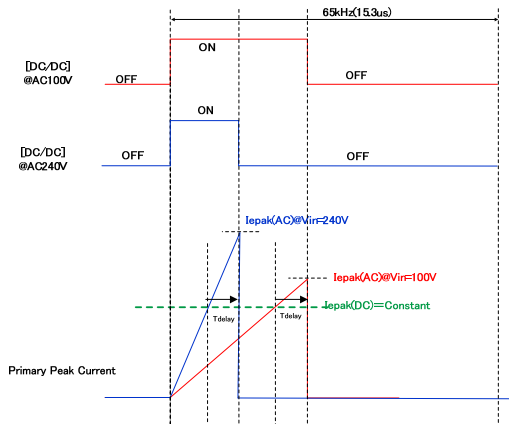 65kHz(15.3us)
ON
[DC/DC]
@AC100V
OFF
OFF
ON
[DC/DC]
@AC240V
OFF
OFF
Iepak(AC)@Vin=240V
Iepak(AC)@Vin=100V
Iepak(DC)=Constant
Tdelay
Tdelay
Primary Peak Current